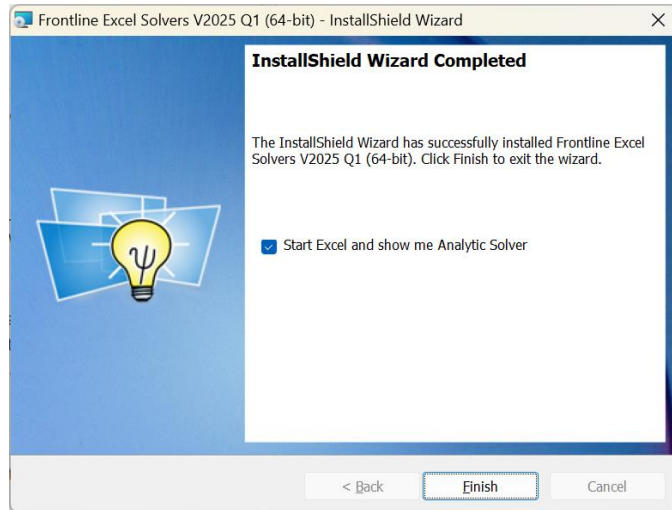 Frontline Excel Solvers V2025 Q1 (64-bit) - InstallShield Wizard
InstallShield Wizard Completed
The InstallShield Wizard has successfully installed Frontline Excel
Solvers V2025 Q1 (64-bit). Click Finish to exit the wizard.
ψ
Start Excel and show me Analytic Solver
< Back
Finish
Cancel